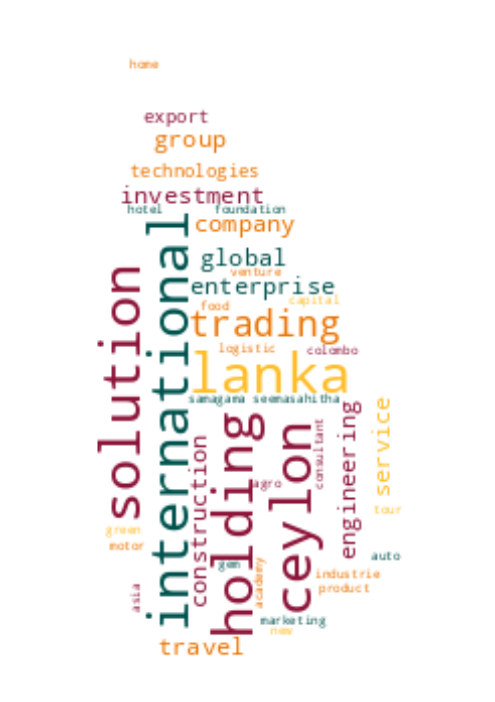 home
export
group
technologies
investment
hotel
foundation
company
international
global
venture
enterprise
solution
capital
food
trading
logistic
colombo
lanka
samagama seemasahitha
service
engineering
holding
consultant
ceylon
construction
agro
tour
green
motor
auto
gem
academy
industrie
asia
product
marketing
new
travel